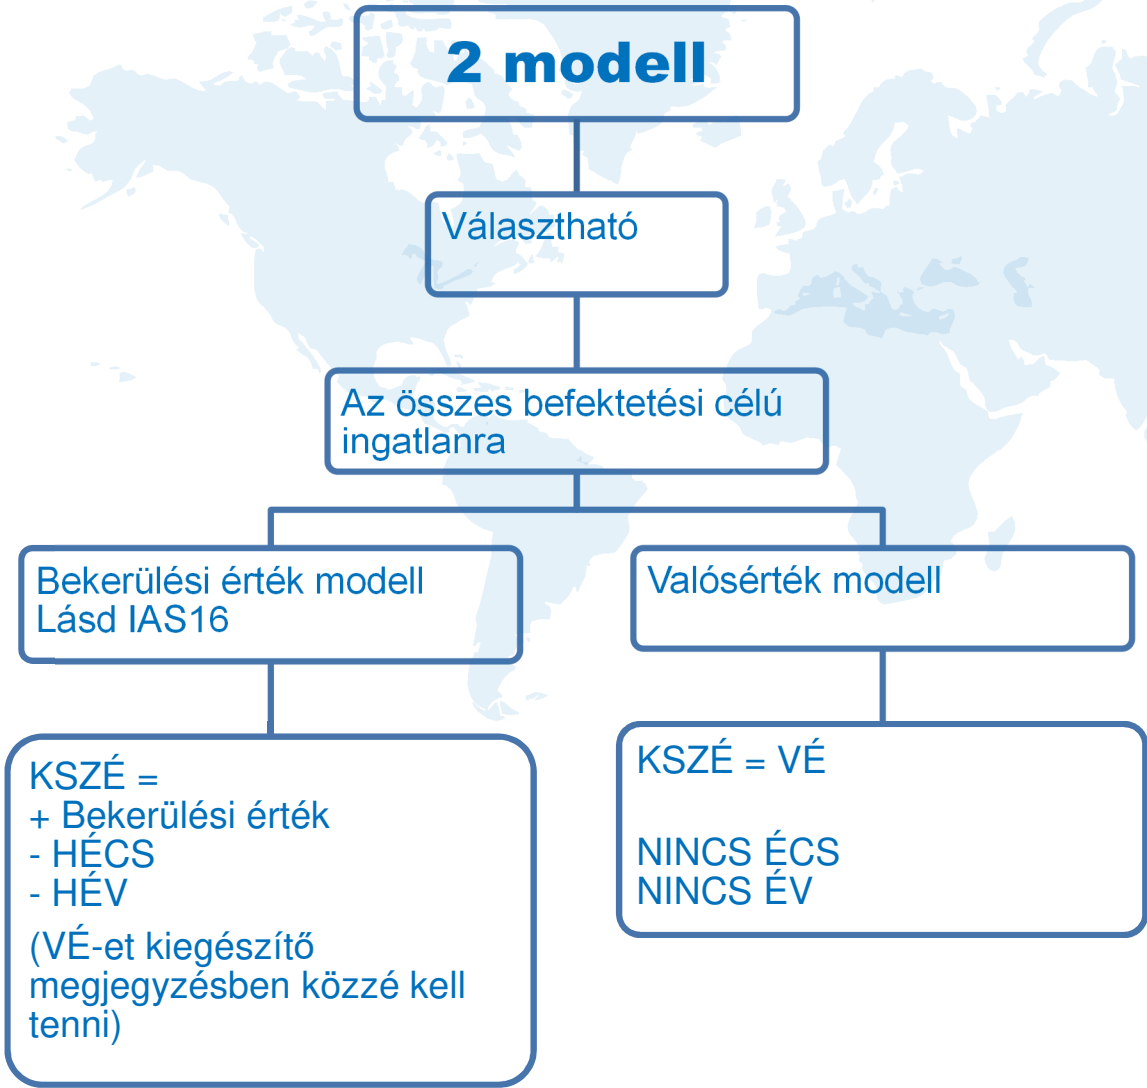 2 modell
Választható
Az összes befektetési célú
ingatlanra
Bekerülési érték modell
Lásd IAS16
Valósérték modell
KSZÉ =
+ Bekerülési érték
- HÉCS
- HÉV
(VÉ-et kiegészítő
megjegyzésben közzé kell
tenni)
KSZÉ = VÉ
NINCS ÉCS
NINCS ÉV